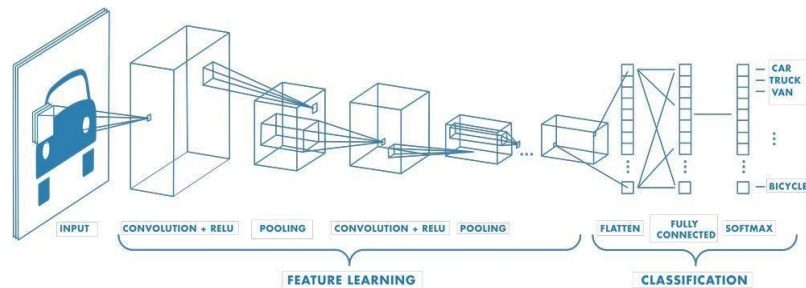 CAR
TRUCK
VAN
BICYCLE
INPUT
CONVOLUTION + RELU
POOLING
CONVOLUTION + RELU
POOLING
FLATTEN
FULLY
CONNECTED
SOFTMAX
FEATURE LEARNING
CLASSIFICATION